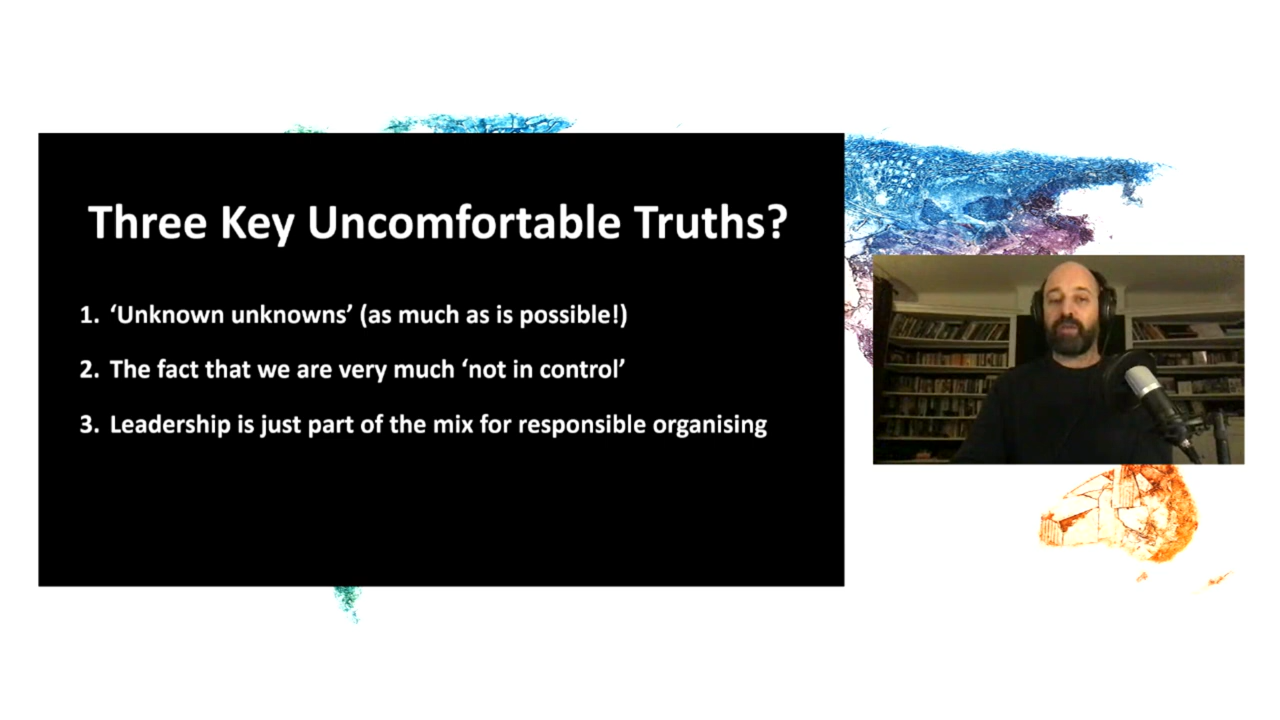 Three Key Uncomfortable Truths?
1. ‘Unknown unknowns’ (as much as is possible!)
2. The fact that we are very much ‘not in control’
3. Leadership is just part of the mix for responsible organising